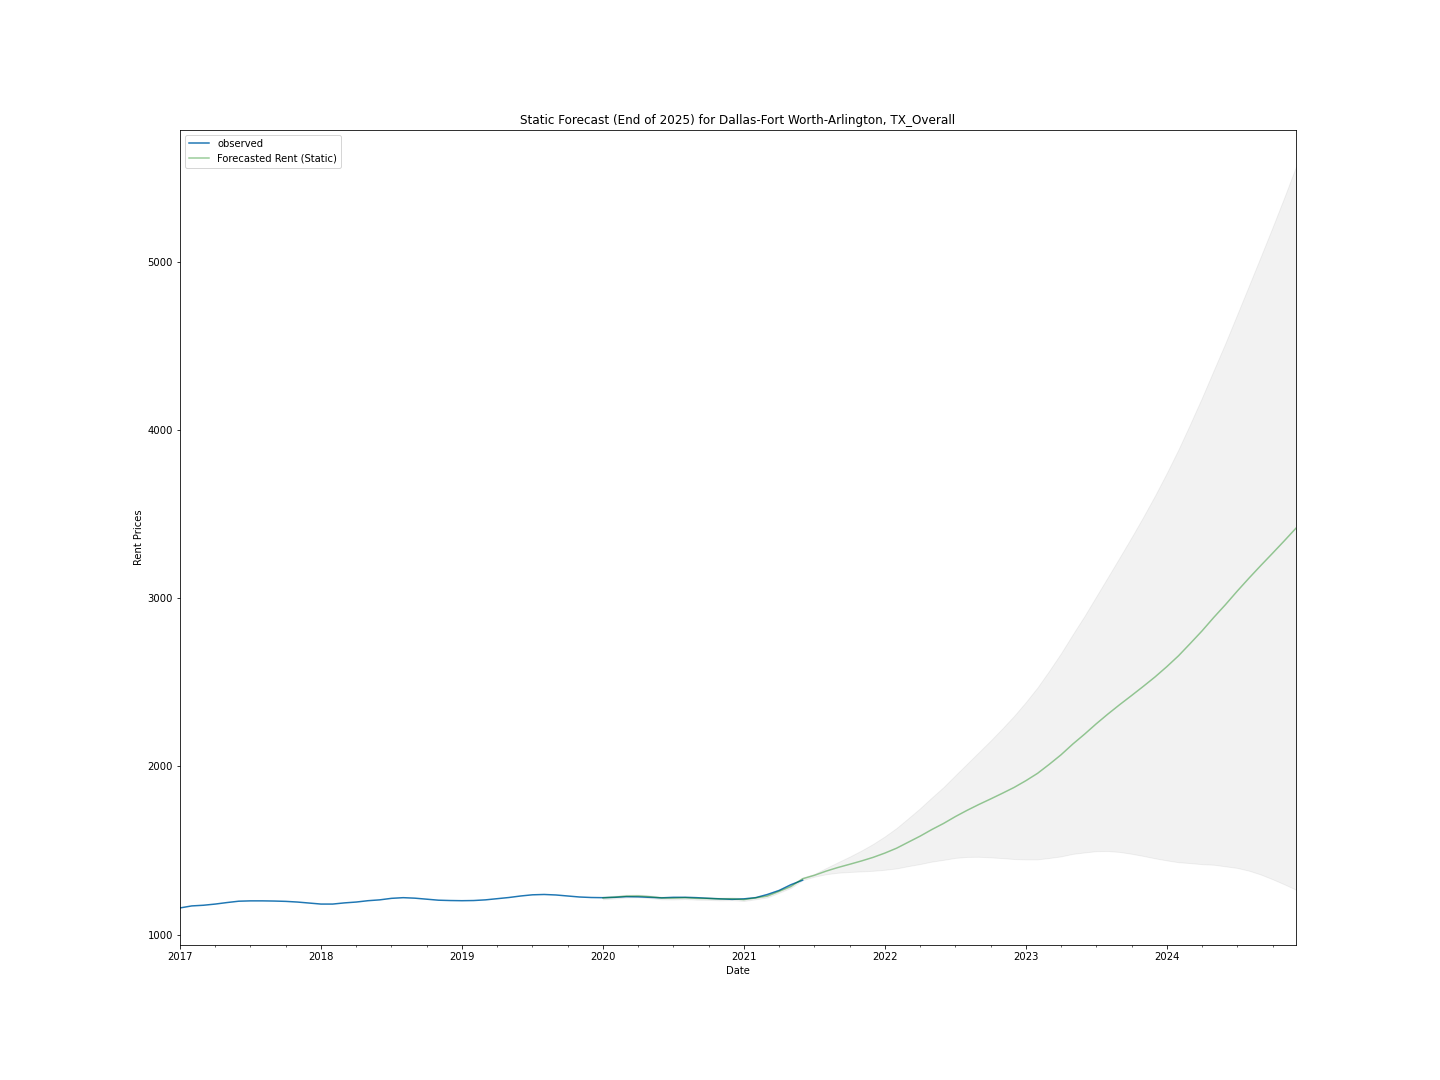 Static Forecast (End of 2025) for Dallas-Fort Worth-Arlington, TX_Overall
observed
Forecasted Rent (Static)
5000
4000
3000
2000
1000
Rent Prices
2017 2018 2019 2020 2021 2022 2023 2024
Date